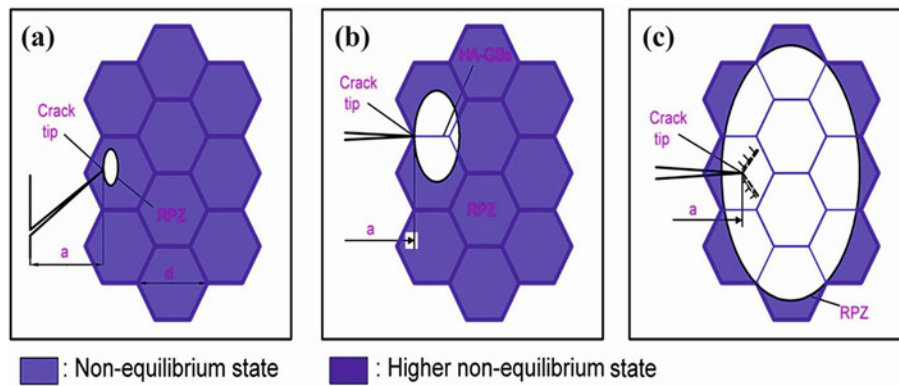 (a)
Crack
tip
RPZ
a
d
(b)
HA-GBs
Crack
tip
RPZ
a
(c)
Crack
tip
a
RPZ
: Non-equilibrium state
: Higher non-equilibrium state